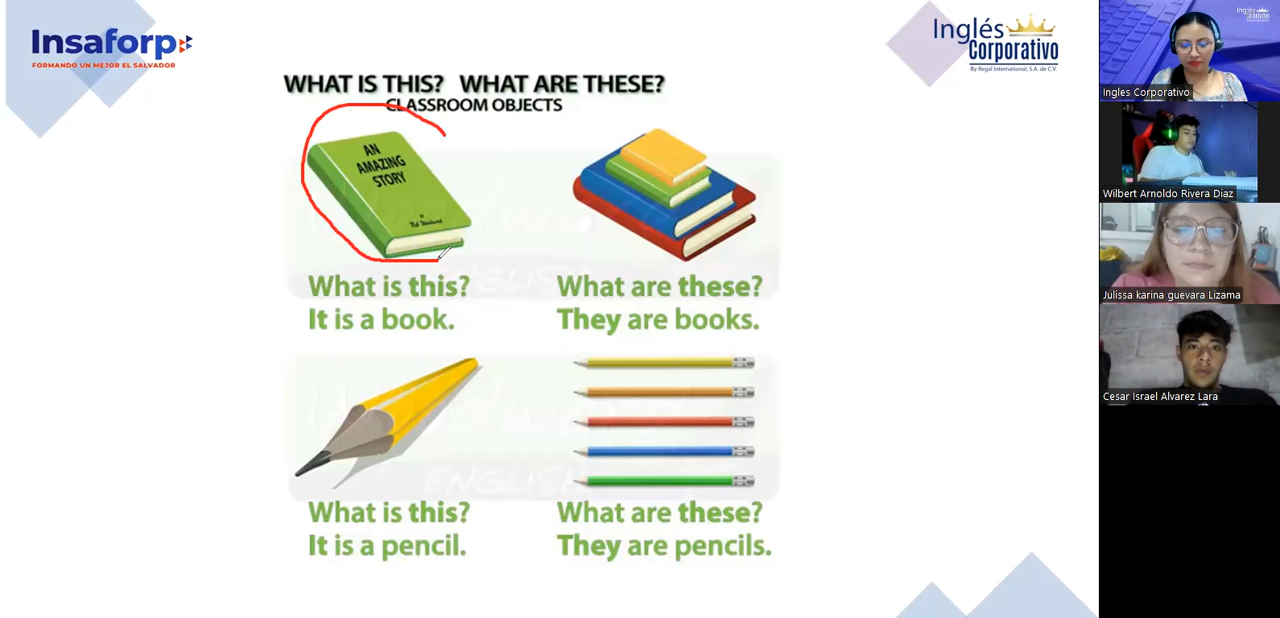 Insaforp
FORMANDO UN MEJOR EL SALVADOR
Inglés
Corporativo
By Regal International, S.A. de C.V.
WHAT IS THIS? WHAT ARE THESE?
CLASSROOM OBJECTS
AN
AMAZING
STORY
What is this?
It is a book.
What are these?
They are books.
ENGLISH
What is this?
It is a pencil.
What are these?
They are pencils.
Ingles Corporativo
Wilbert Arnoldo Rivera Diaz
Julissa karina guevara Lizama
Cesar Israel Alvarez Lara